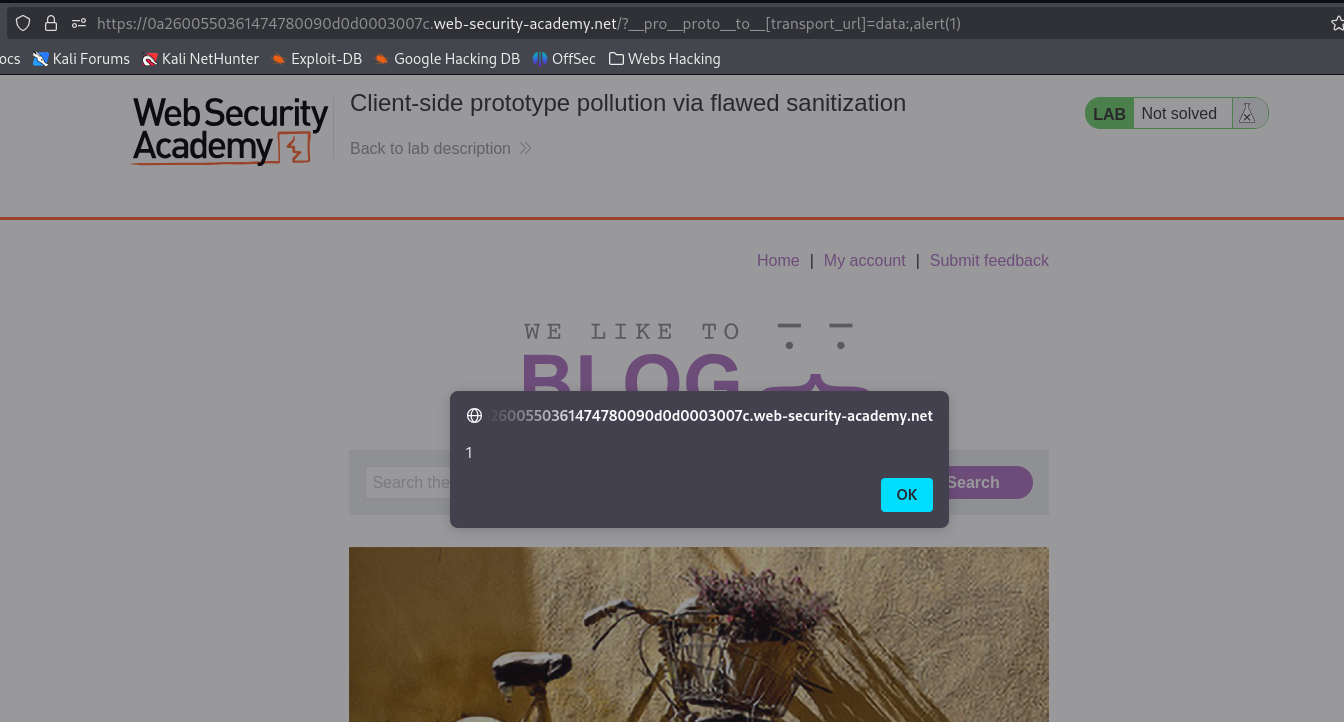 https://0a2600550361474780090d0d0003007c.web-security-academy.net/?__pro__proto__to__[transport_url]=data:,alert(1)
ocs Kali Forums Kali NetHunter Exploit-DB Google Hacking DB OffSec Webs Hacking
Web Security
Academy
Client-side prototype pollution via flawed sanitization
Back to lab description
LAB Not solved
Home | My account | Submit feedback
WE LIKE TO
BLOG
2600550361474780090d0d0003007c.web-security-academy.net
1
OK
Search the
Search